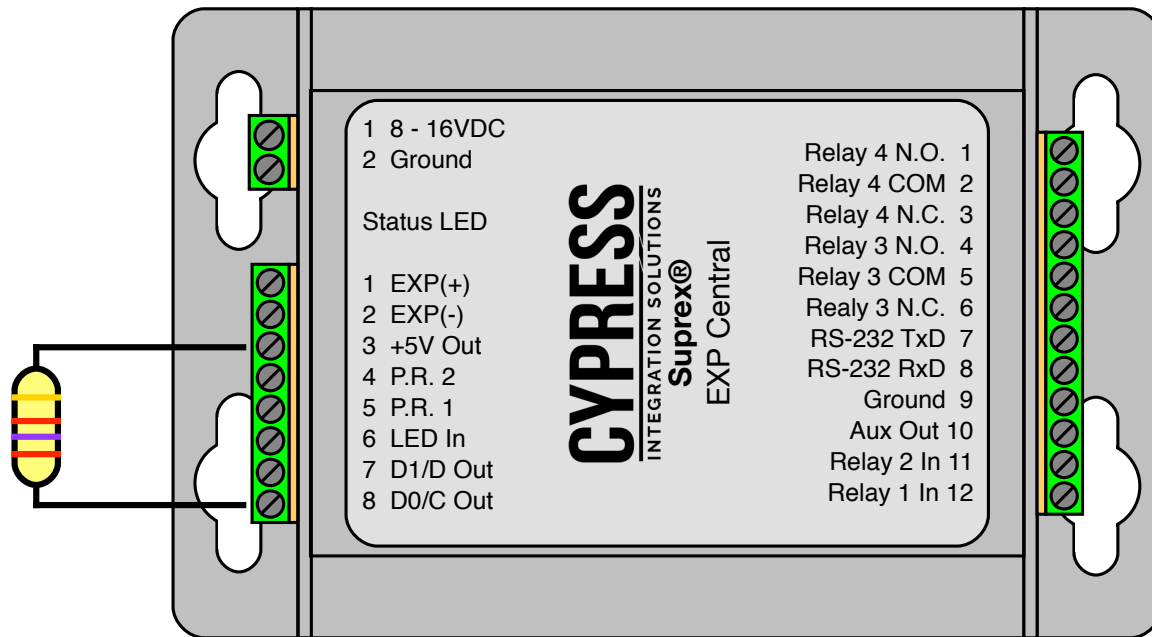 1 8 - 16VDC
2 Ground
Status LED
1 EXP(+)
2 EXP(-)
3 +5V Out
4 P.R. 2
5 P.R. 1
6 LED In
7 D1/D Out
8 D0/C Out
CYPRESS
INTEGRATION SOLUTIONS
Suprex®
EXP Central
Relay 4 N.O. 1
Relay 4 COM 2
Relay 4 N.C. 3
Relay 3 N.O. 4
Relay 3 COM 5
Realy 3 N.C. 6
RS-232 TxD 7
RS-232 RxD 8
Ground 9
Aux Out 10
Relay 2 In 11
Relay 1 In 12